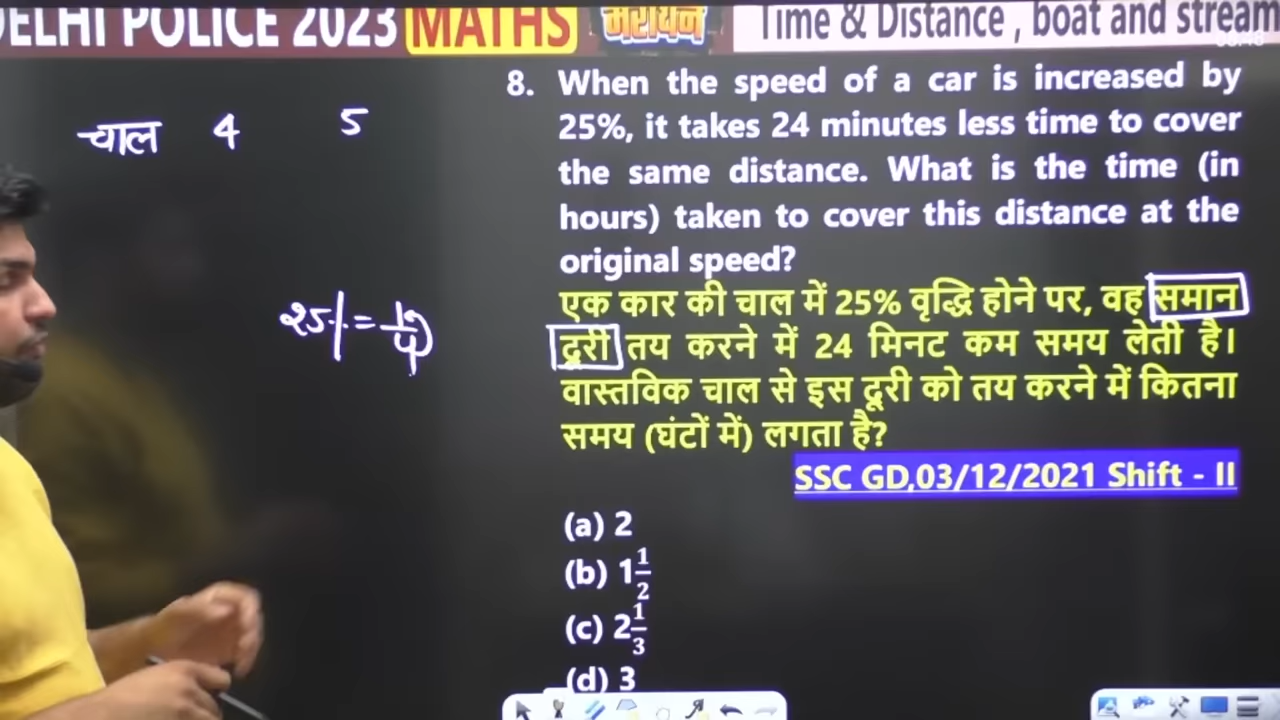 DELHI POLICE 2023 MATHS मैराथन Time & Distance , boat and stream
चाल 4 5
25% = 1/4
8. When the speed of a car is increased by
25%, it takes 24 minutes less time to cover
the same distance. What is the time (in
hours) taken to cover this distance at the
original speed?
एक कार की चाल में 25% वृद्धि होने पर, वह समान
दूरी तय करने में 24 मिनट कम समय लेती है।
वास्तविक चाल से इस दूरी को तय करने में कितना
समय (घंटों में) लगता है?
SSC GD,03/12/2021 Shift - II
(a) 2
(b) 1 1/2
(c) 2 1/3
(d) 3